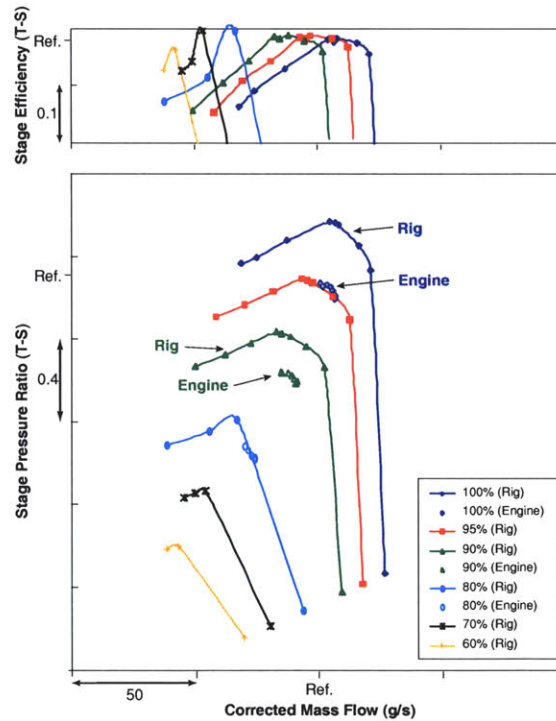 Stage Efficiency (T-S)
Ref.
0.1
Rig
Ref.
Engine
Rig
Engine
0.4
Stage Pressure Ratio (T-S)
100% (Rig)
100% (Engine)
95% (Rig)
90% (Rig)
90% (Engine)
80% (Rig)
80% (Engine)
70% (Rig)
60% (Rig)
50
Ref.
Corrected Mass Flow (g/s)